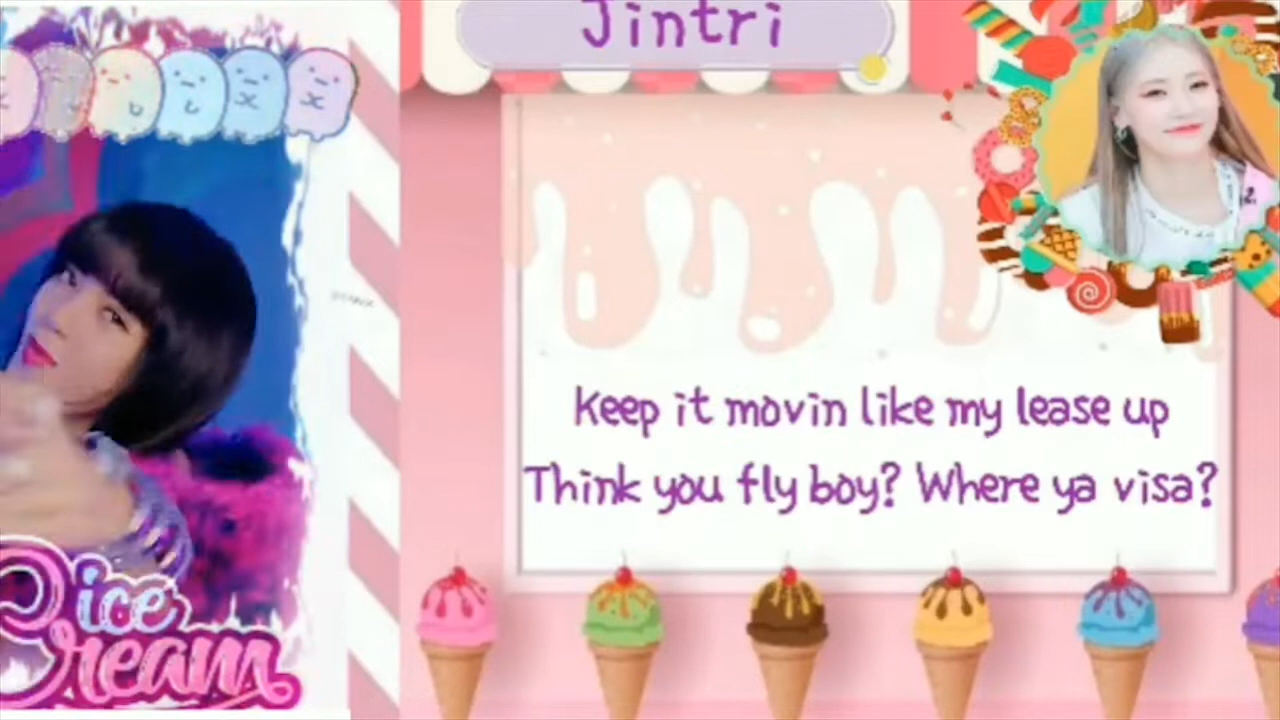 Jintri
Keep it movin like my lease up
Think you fly boy? Where ya visa?
ice
Cream